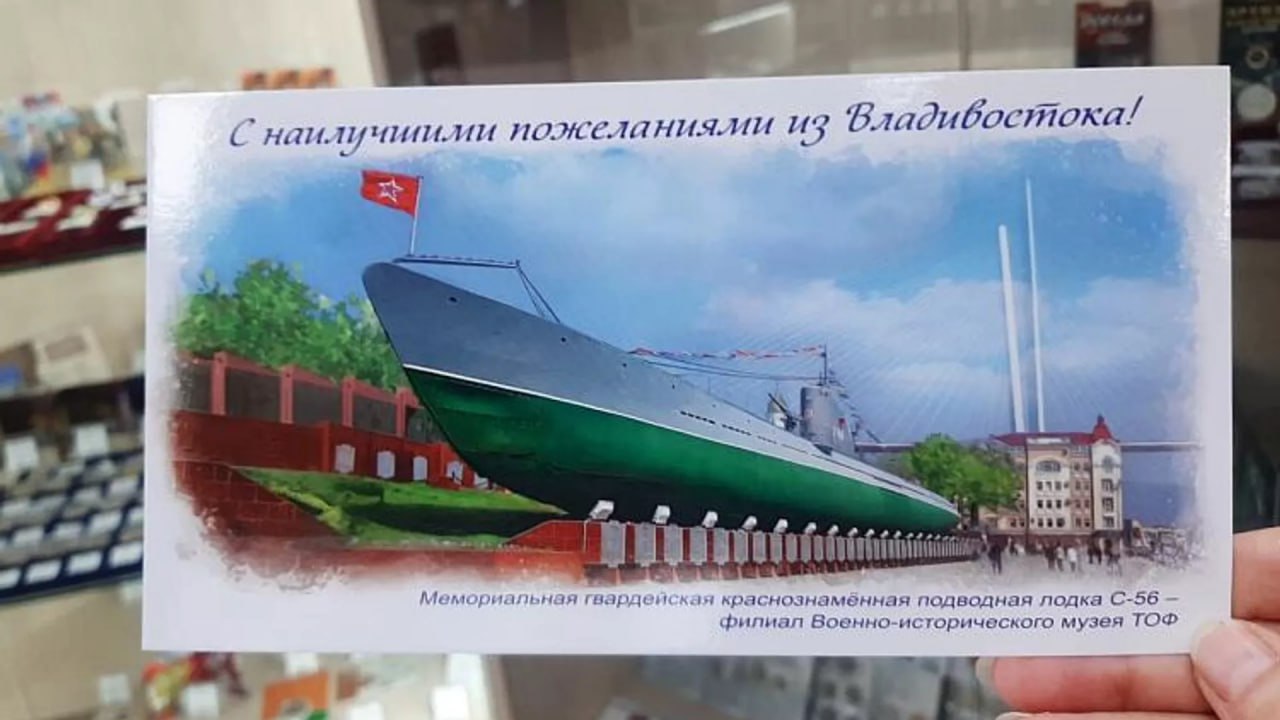 С наилучшими пожеланиями из Владивостока!
Мемориальная гвардейская краснознамённая подводная лодка С-56 –
филиал Военно-исторического музея ТОФ